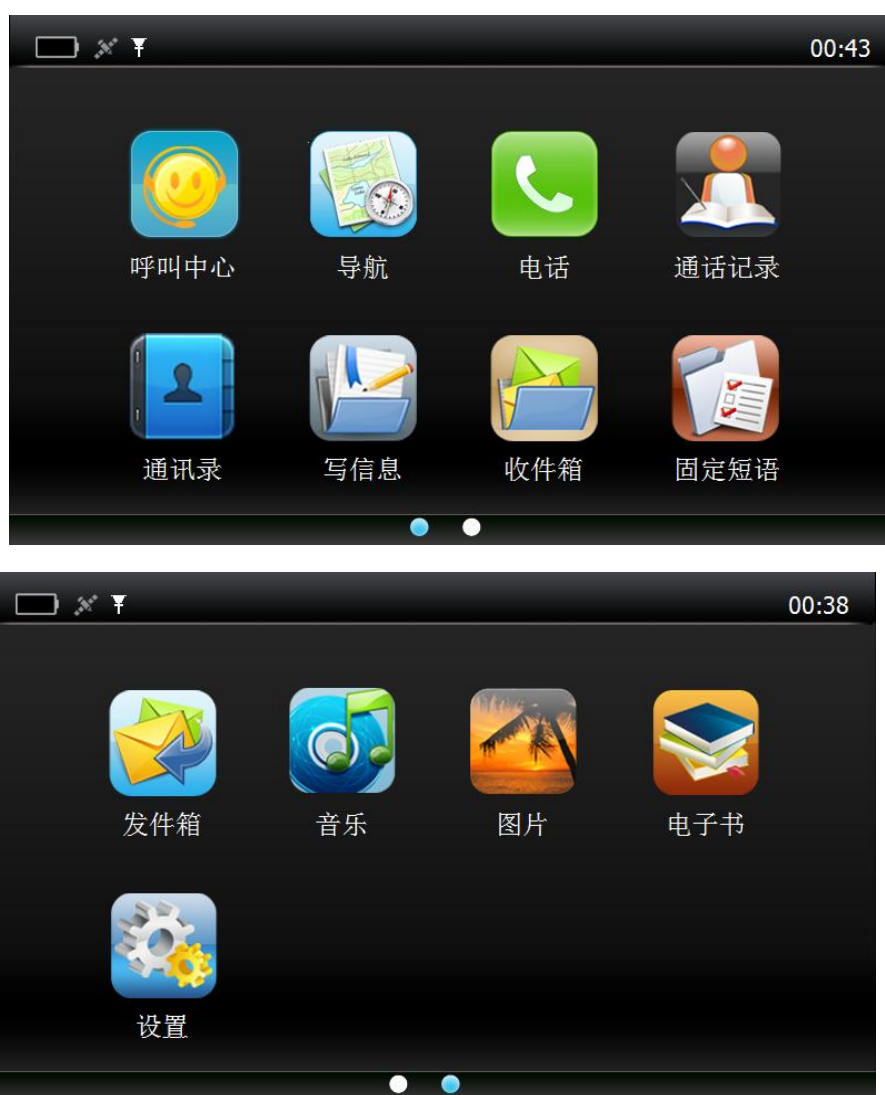 00:43
呼叫中心 导航 电话 通话记录
通讯录 写信息 收件箱 固定短语
00:38
发件箱 音乐 图片 电子书
设置